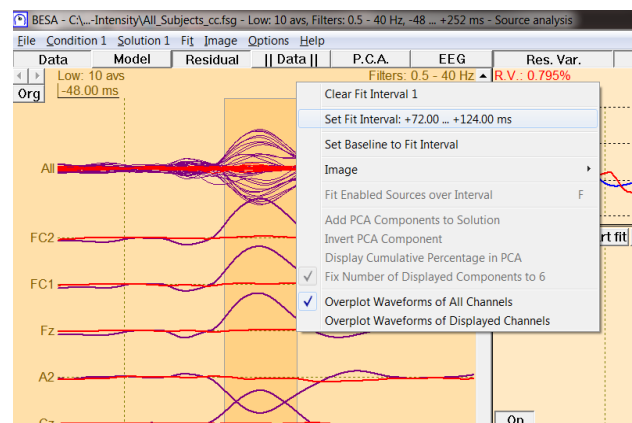 BESA - C:\...-Intensity\All_Subjects_cc.fsg - Low: 10 avs, Filters: 0.5 - 40 Hz, -48 ... +252 ms - Source analysis
File Condition 1 Solution 1 Fit Image Options Help
Data Model Residual || Data || P.C.A. EEG Res. Var.
Low: 10 avs Filters: 0.5 - 40 Hz R.V.: 0.795%
Org -48.00 ms
Clear Fit Interval 1
Set Fit Interval: +72.00 ... +124.00 ms
Set Baseline to Fit Interval
Image
Fit Enabled Sources over Interval F
Add PCA Components to Solution
Invert PCA Component
Display Cumulative Percentage in PCA
Fix Number of Displayed Components to 6
Overplot Waveforms of All Channels
Overplot Waveforms of Displayed Channels
All
FC2
FC1
Fz
A2
Cz
rt fit
On